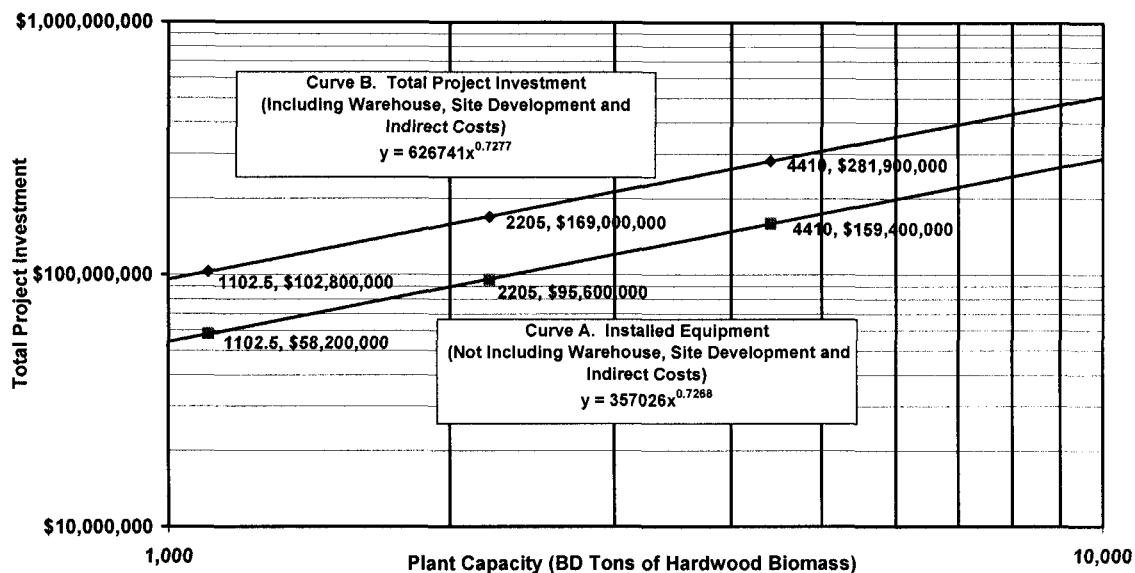 $1,000,000,000
Curve B. Total Project Investment
(Including Warehouse, Site Development and
Indirect Costs)
y = 626741x^0.7277
4410, $281,900,000
2205, $169,000,000
4410, $159,400,000
$100,000,000
1102.5, $102,800,000
2205, $95,600,000
1102.5, $58,200,000
Curve A. Installed Equipment
(Not Including Warehouse, Site Development and
Indirect Costs)
y = 357026x^0.7268
Total Project Investment
$10,000,000
1,000
Plant Capacity (BD Tons of Hardwood Biomass)
10,000